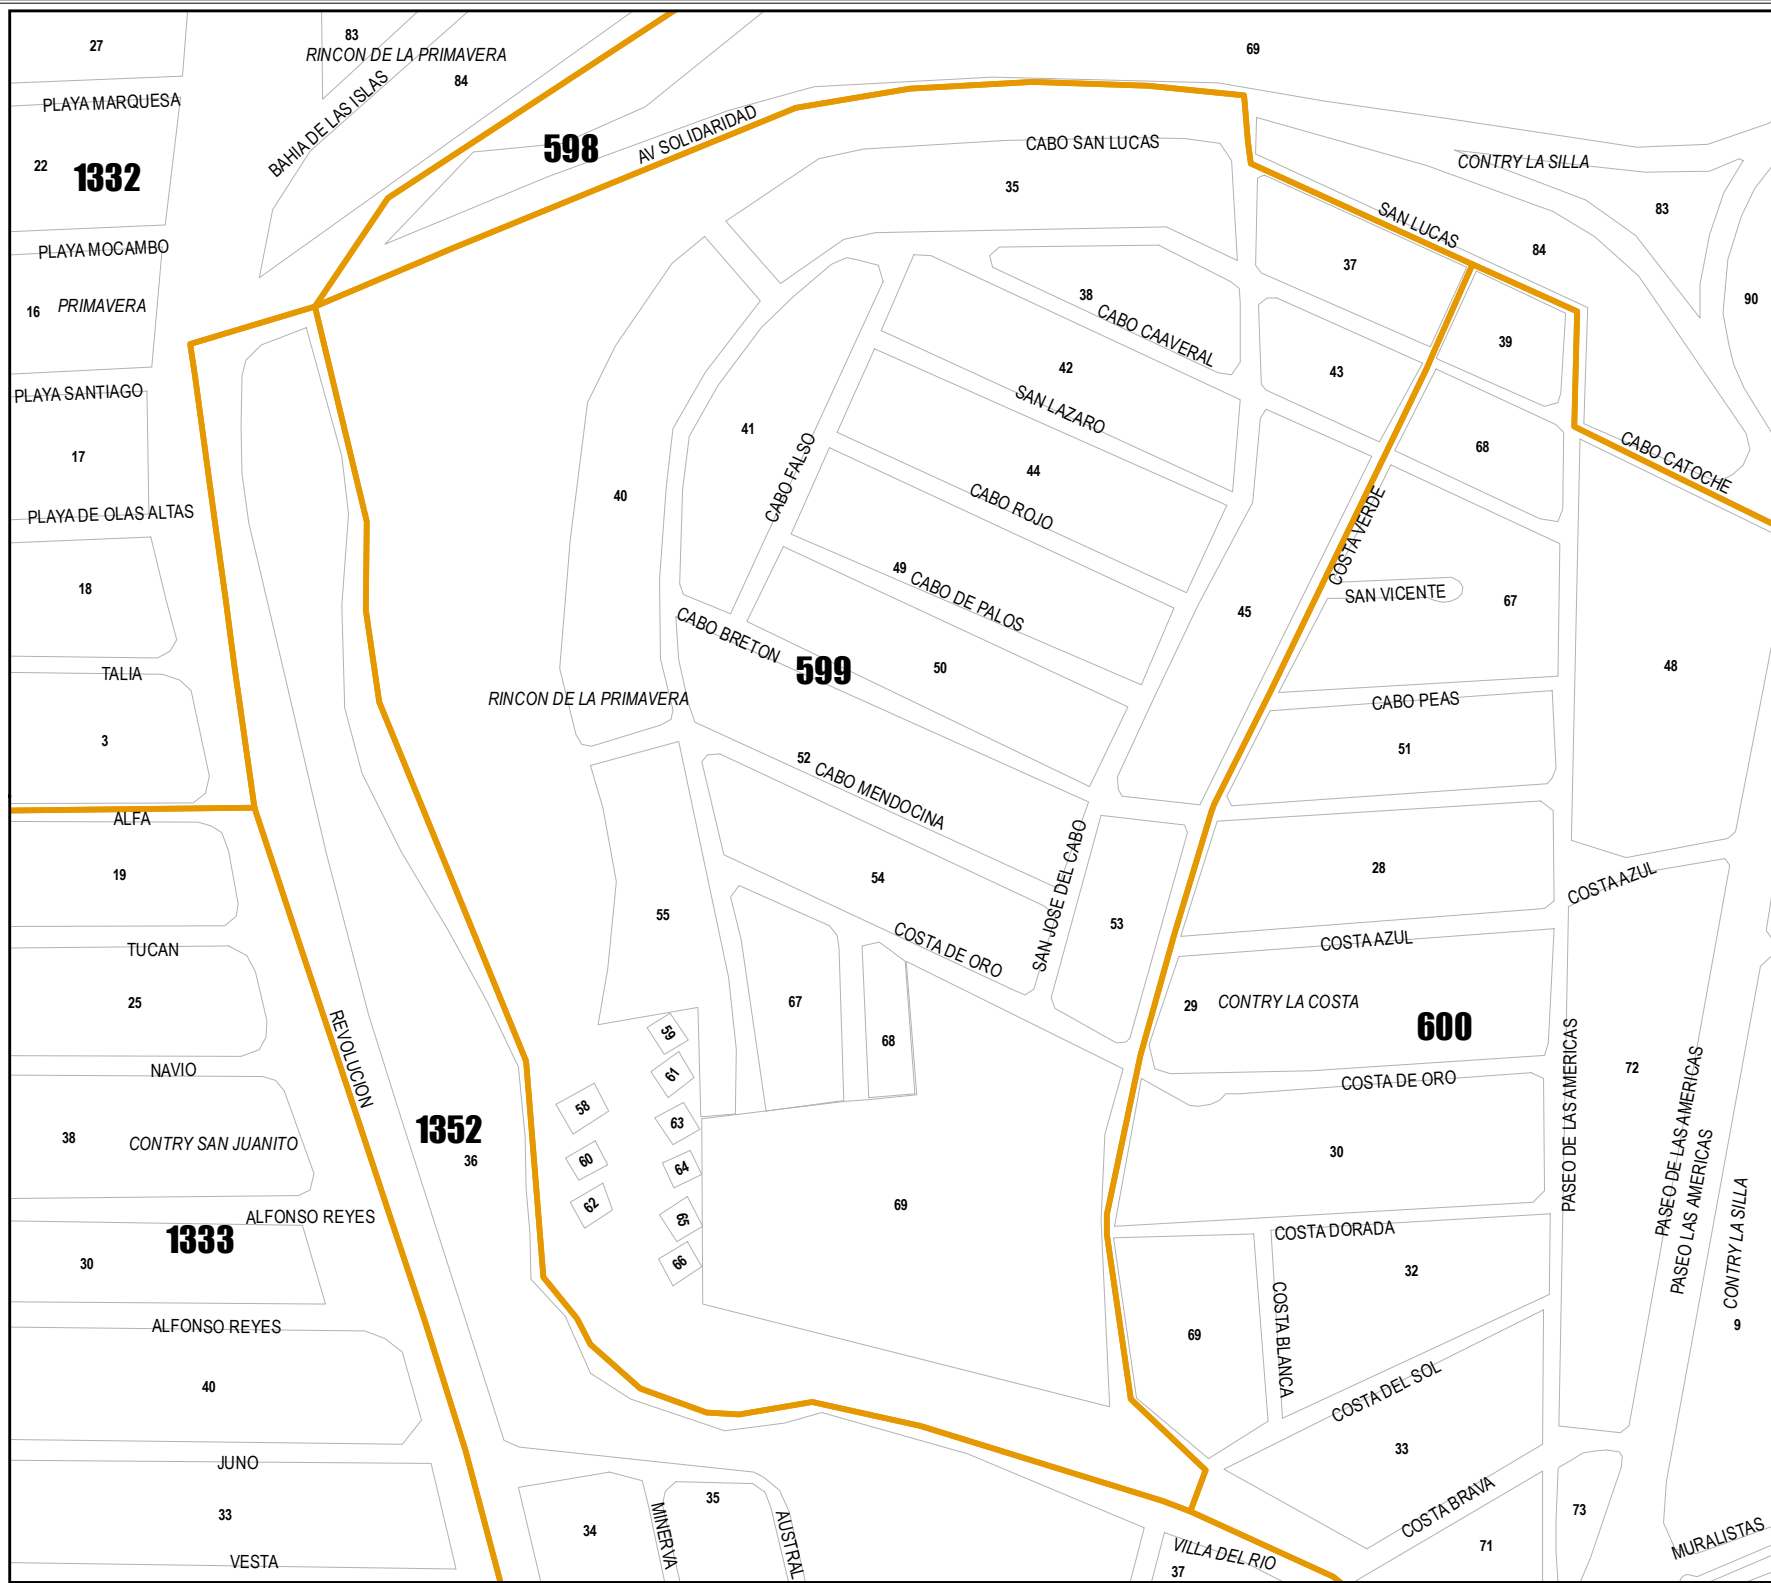 27
83
RINCON DE LA PRIMAVERA
84
69
PLAYA MARQUESA
BAHIA DE LAS ISLAS
598
AV SOLIDARIDAD
CABO SAN LUCAS
CONTRY LA SILLA
22
1332
35
83
SAN LUCAS
84
PLAYA MOCAMBO
37
16
PRIMAVERA
38
CABO CAAVERAL
90
39
42
43
PLAYA SANTIAGO
SAN LAZARO
41
17
CABO FALSO
44
68
CABO CATOCHE
40
CABO ROJO
PLAYA DE OLAS ALTAS
COSTA VERDE
18
49
CABO DE PALOS
SAN VICENTE
67
45
CABO BRETON
599
50
48
TALIA
RINCON DE LA PRIMAVERA
CABO PEAS
3
51
52
CABO MENDOCINA
ALFA
19
54
SAN JOSE DEL CABO
28
COSTA AZUL
55
53
COSTA DE ORO
COSTA AZUL
TUCAN
25
67
29
CONTRY LA COSTA
600
REVOLUCION
59
68
NAVIO
61
COSTA DE ORO
PASEO DE LAS AMERICAS
72
PASEO DE LAS AMERICAS
58
1352
36
63
38
CONTRY SAN JUANITO
60
64
30
PASEO LAS AMERICAS
62
69
ALFONSO REYES
65
COSTA DORADA
CONTRY LA SILLA
1333
30
66
32
ALFONSO REYES
COSTA BLANCA
69
9
40
COSTA DEL SOL
JUNO
33
33
35
COSTA BRAVA
73
34
MINERVA
AUSTRAL
VESTA
VILLA DEL RIO
37
71
MURALISTAS